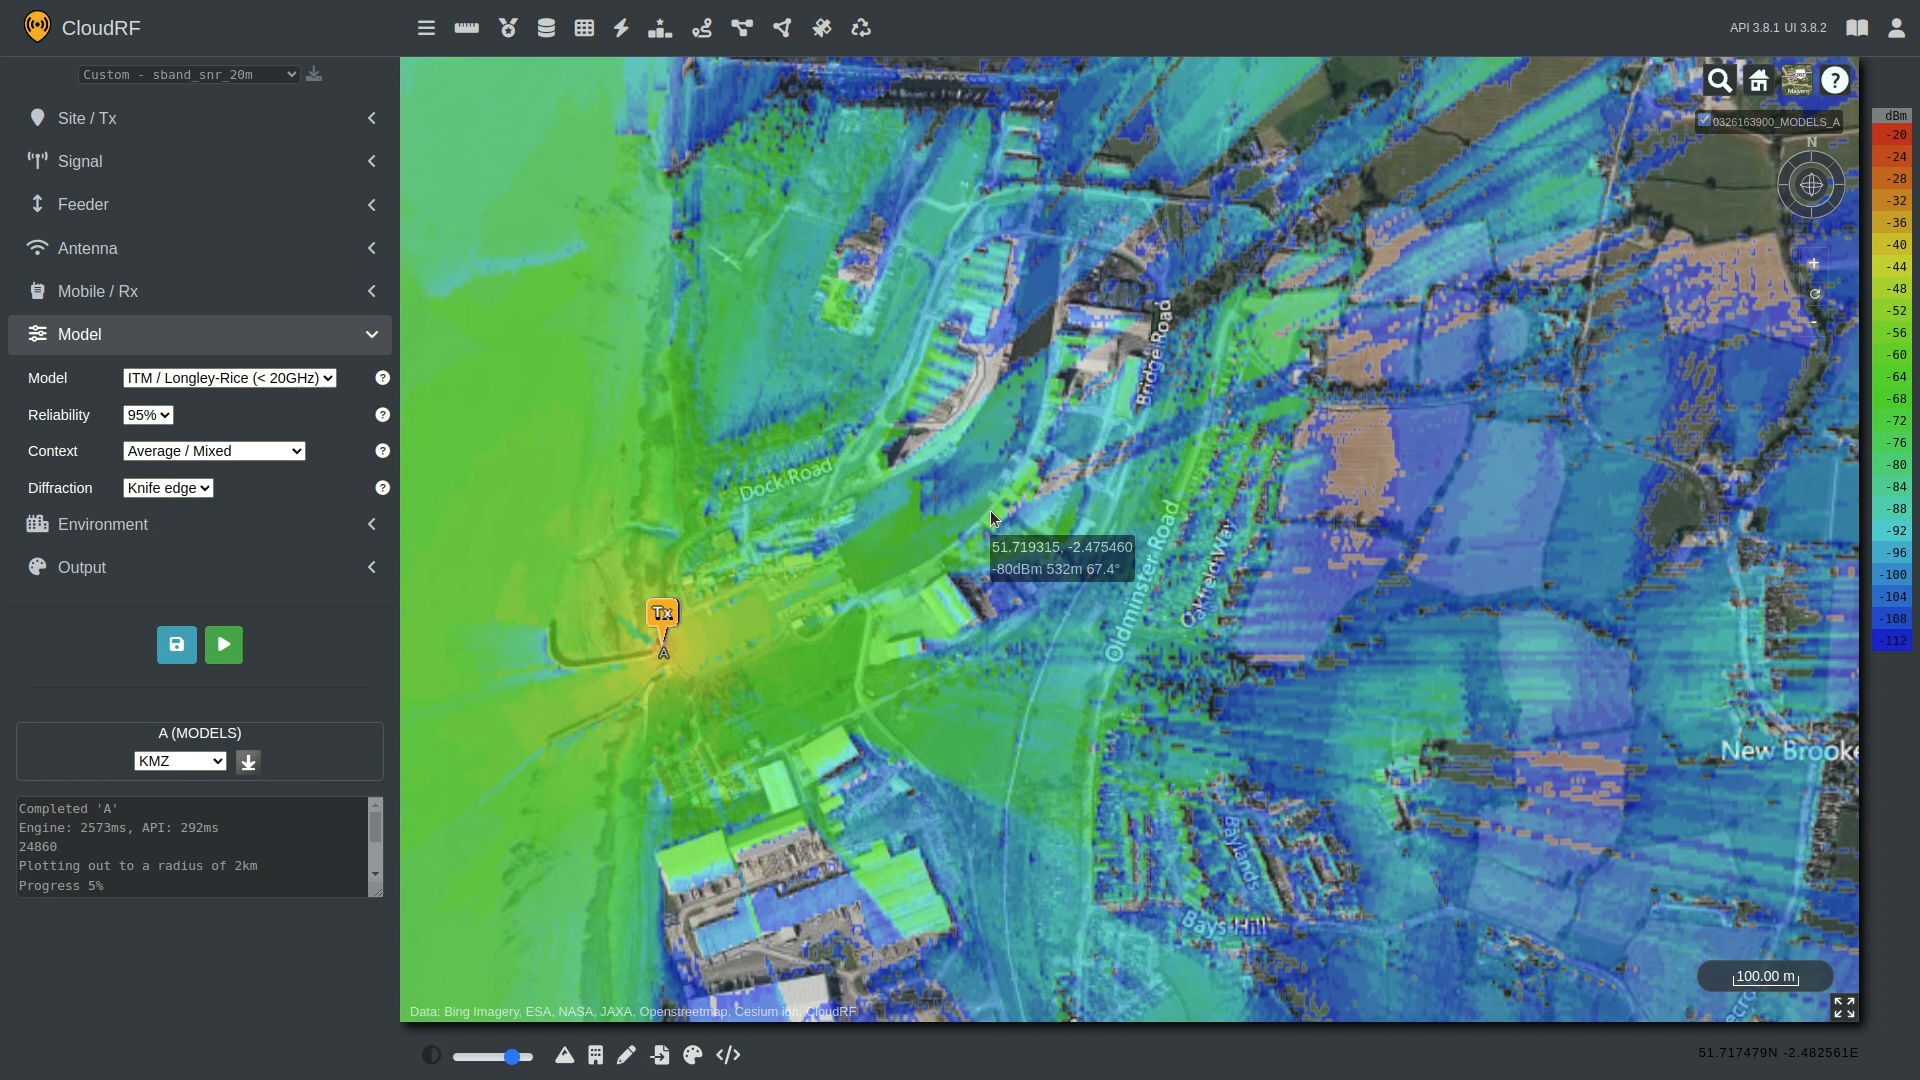 CloudRF
API 3.8.1 UI 3.8.2
Custom - sband_snr_20m
Site / Tx
Signal
Feeder
Antenna
Mobile / Rx
Model
Model
ITM / Longley-Rice (< 20GHz)
?
Reliability
95%
?
Context
Average / Mixed
?
Diffraction
Knife edge
?
Environment
Output
A (MODELS)
KMZ
Completed 'A'
Engine: 2573ms, API: 292ms
24860
Plotting out to a radius of 2km
Progress 5%
?
0326163900_MODELS_A
N
+
-
Bridge Road
Dock Road
51.719315, -2.475460
-80dBm 532m 67.4°
Oldminster Road
Oakfield Way
Tx
A
New Brooke
Baylands
Bays Hill
100.00 m
Data: Bing Imagery, ESA, NASA, JAXA, Openstreetmap, Cesium ion, CloudRF
51.717479N -2.482561E
dBm
-20
-24
-28
-32
-36
-40
-44
-48
-52
-56
-60
-64
-68
-72
-76
-80
-84
-88
-92
-96
-100
-104
-108
-112